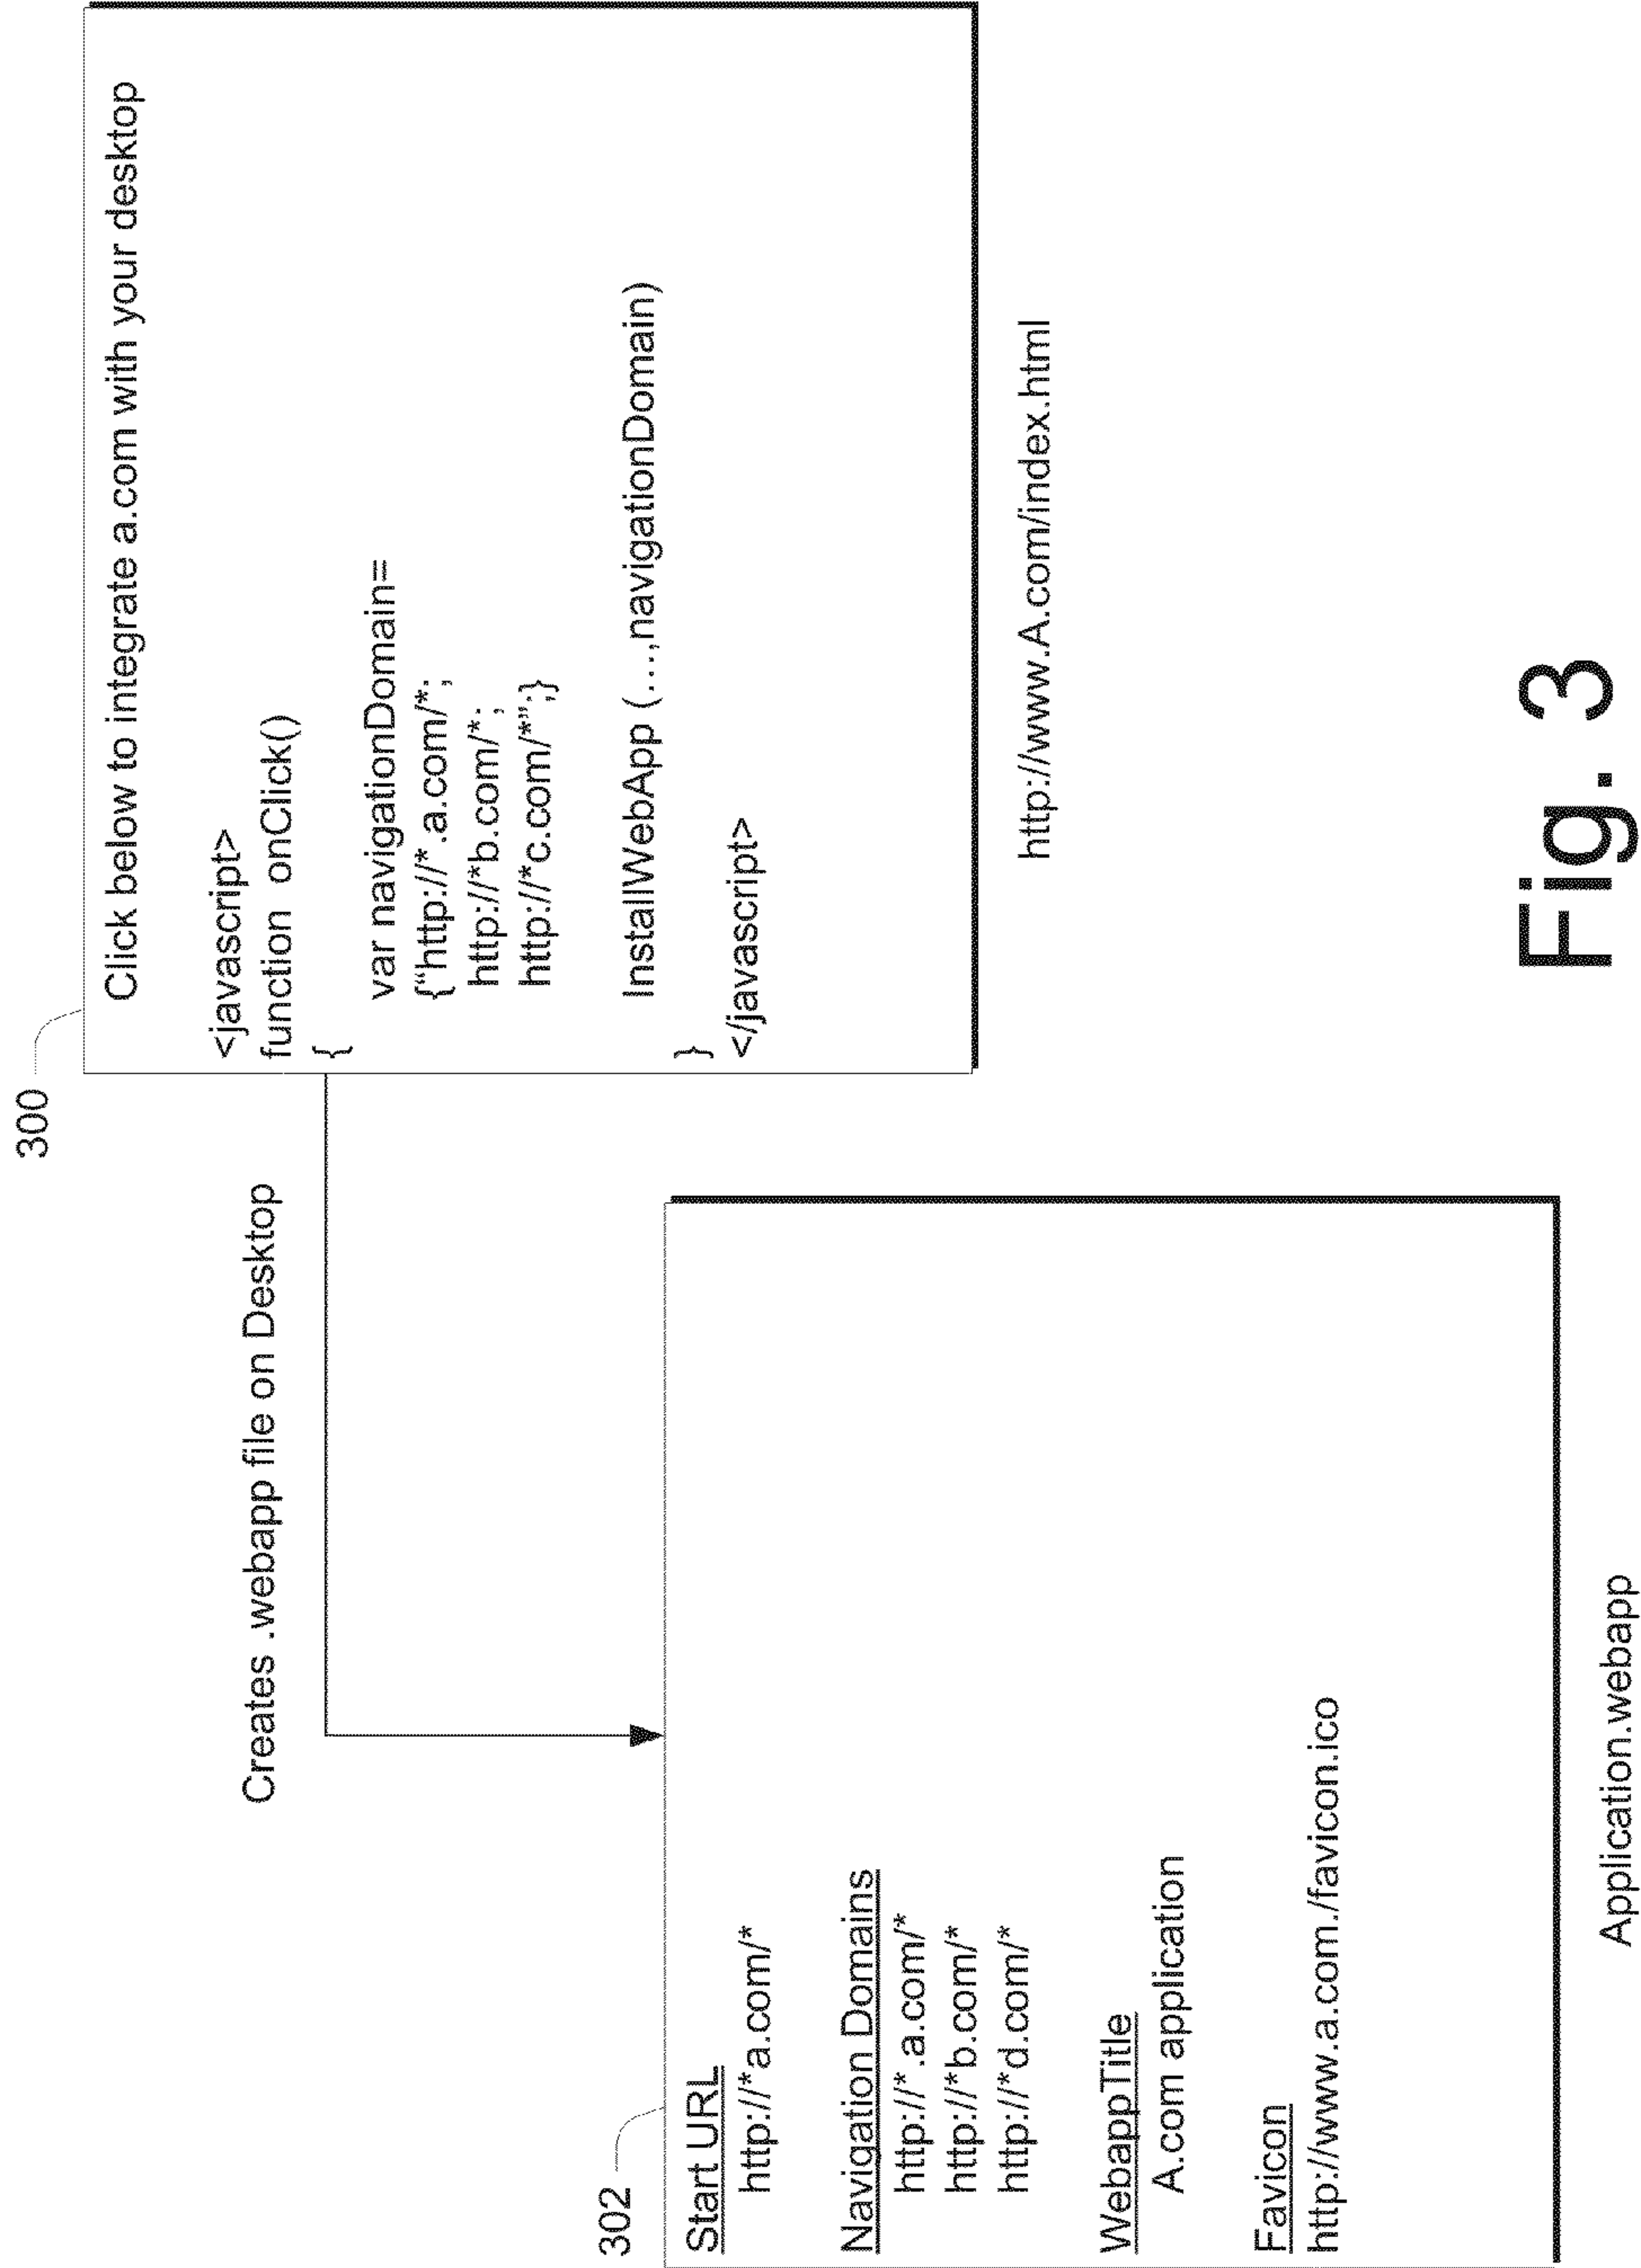 300
Click below to integrate a.com with your desktop
<javascript>
function onClick()
{
var navigationDomain=
{“http://*.a.com/*;
http://*b.com/*;
http://*c.com/*”;}
InstallWebApp (…,navigationDomain)
}
</javascript>
http://www.A.com/index.html
Creates .webapp file on Desktop
302
Start URL
http://*a.com/*
Navigation Domains
http://*.a.com/*
http://*b.com/*
http://*d.com/*
WebappTitle
A.com application
Favicon
http://www.a.com./favicon.ico
Application.webapp
Fig. 3